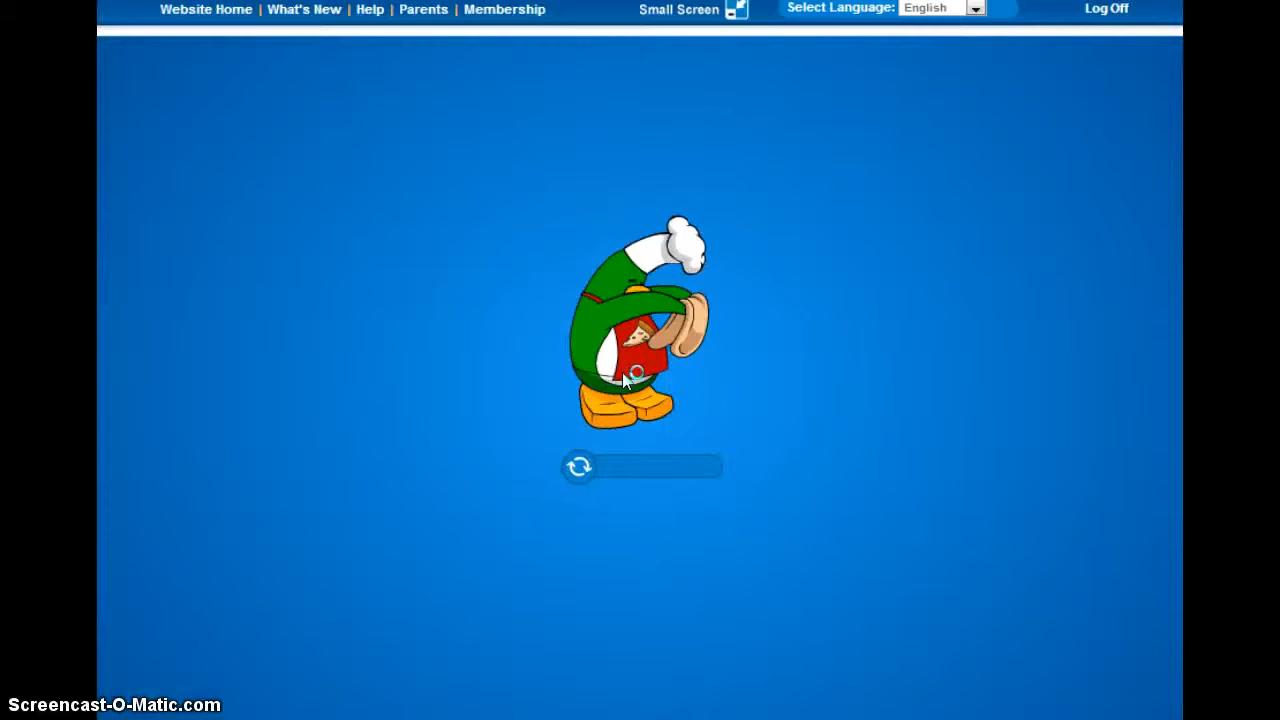 Website Home | What's New | Help | Parents | Membership
Small Screen
Select Language: English
Log Off
Screencast-O-Matic.com